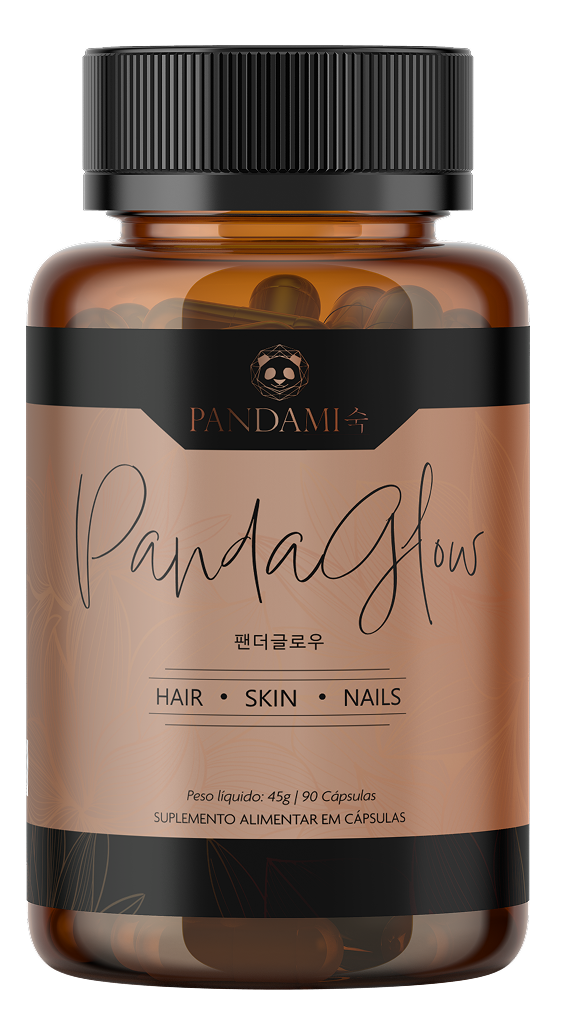 PANDAMI숙
PandaGlow
팬더글로우
HAIR • SKIN • NAILS
Peso líquido: 45g | 90 Cápsulas
SUPLEMENTO ALIMENTAR EM CÁPSULAS